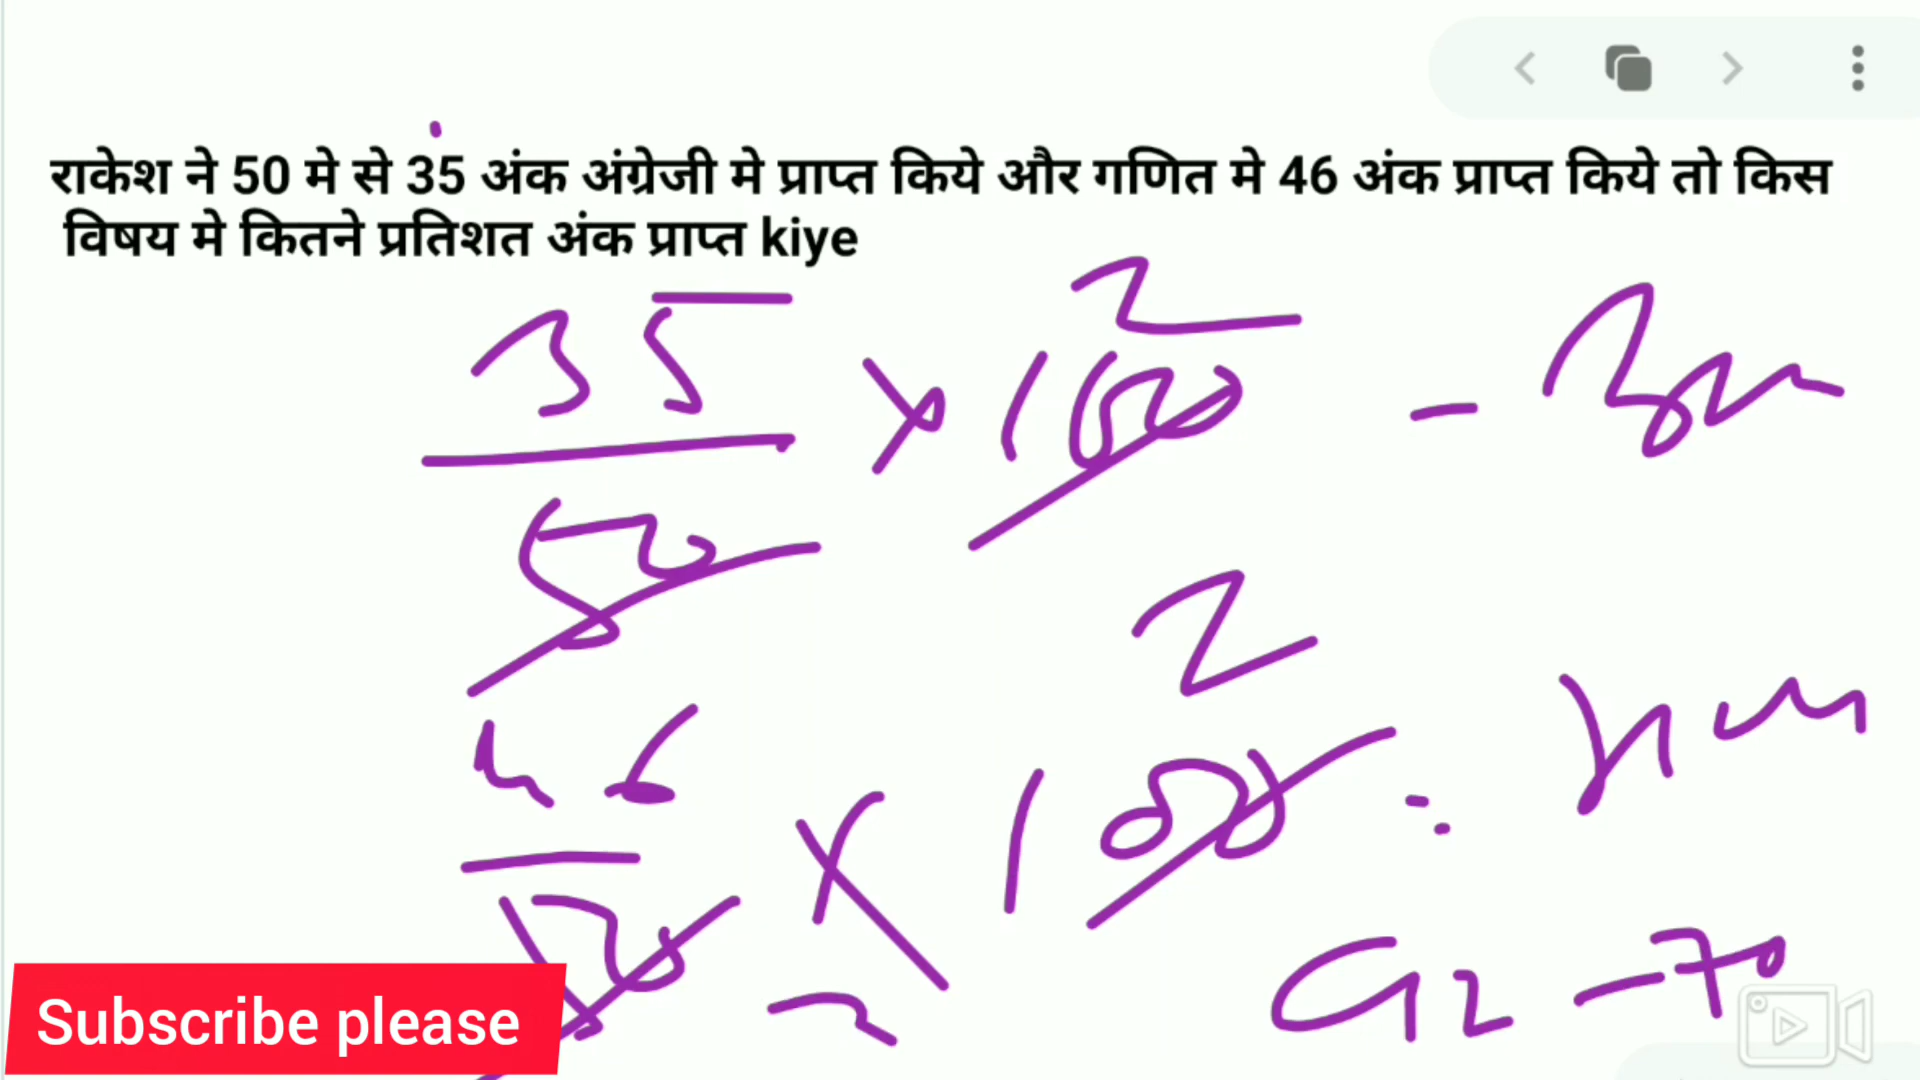 राकेश ने 50 मे से 35 अंक अंग्रेजी मे प्राप्त किये और गणित मे 46 अंक प्राप्त किये तो किस
विषय मे कितने प्रतिशत अंक प्राप्त kiye
2
35 × 100 -
50
2
46 × 100 =
50
92 - 70
Subscribe please